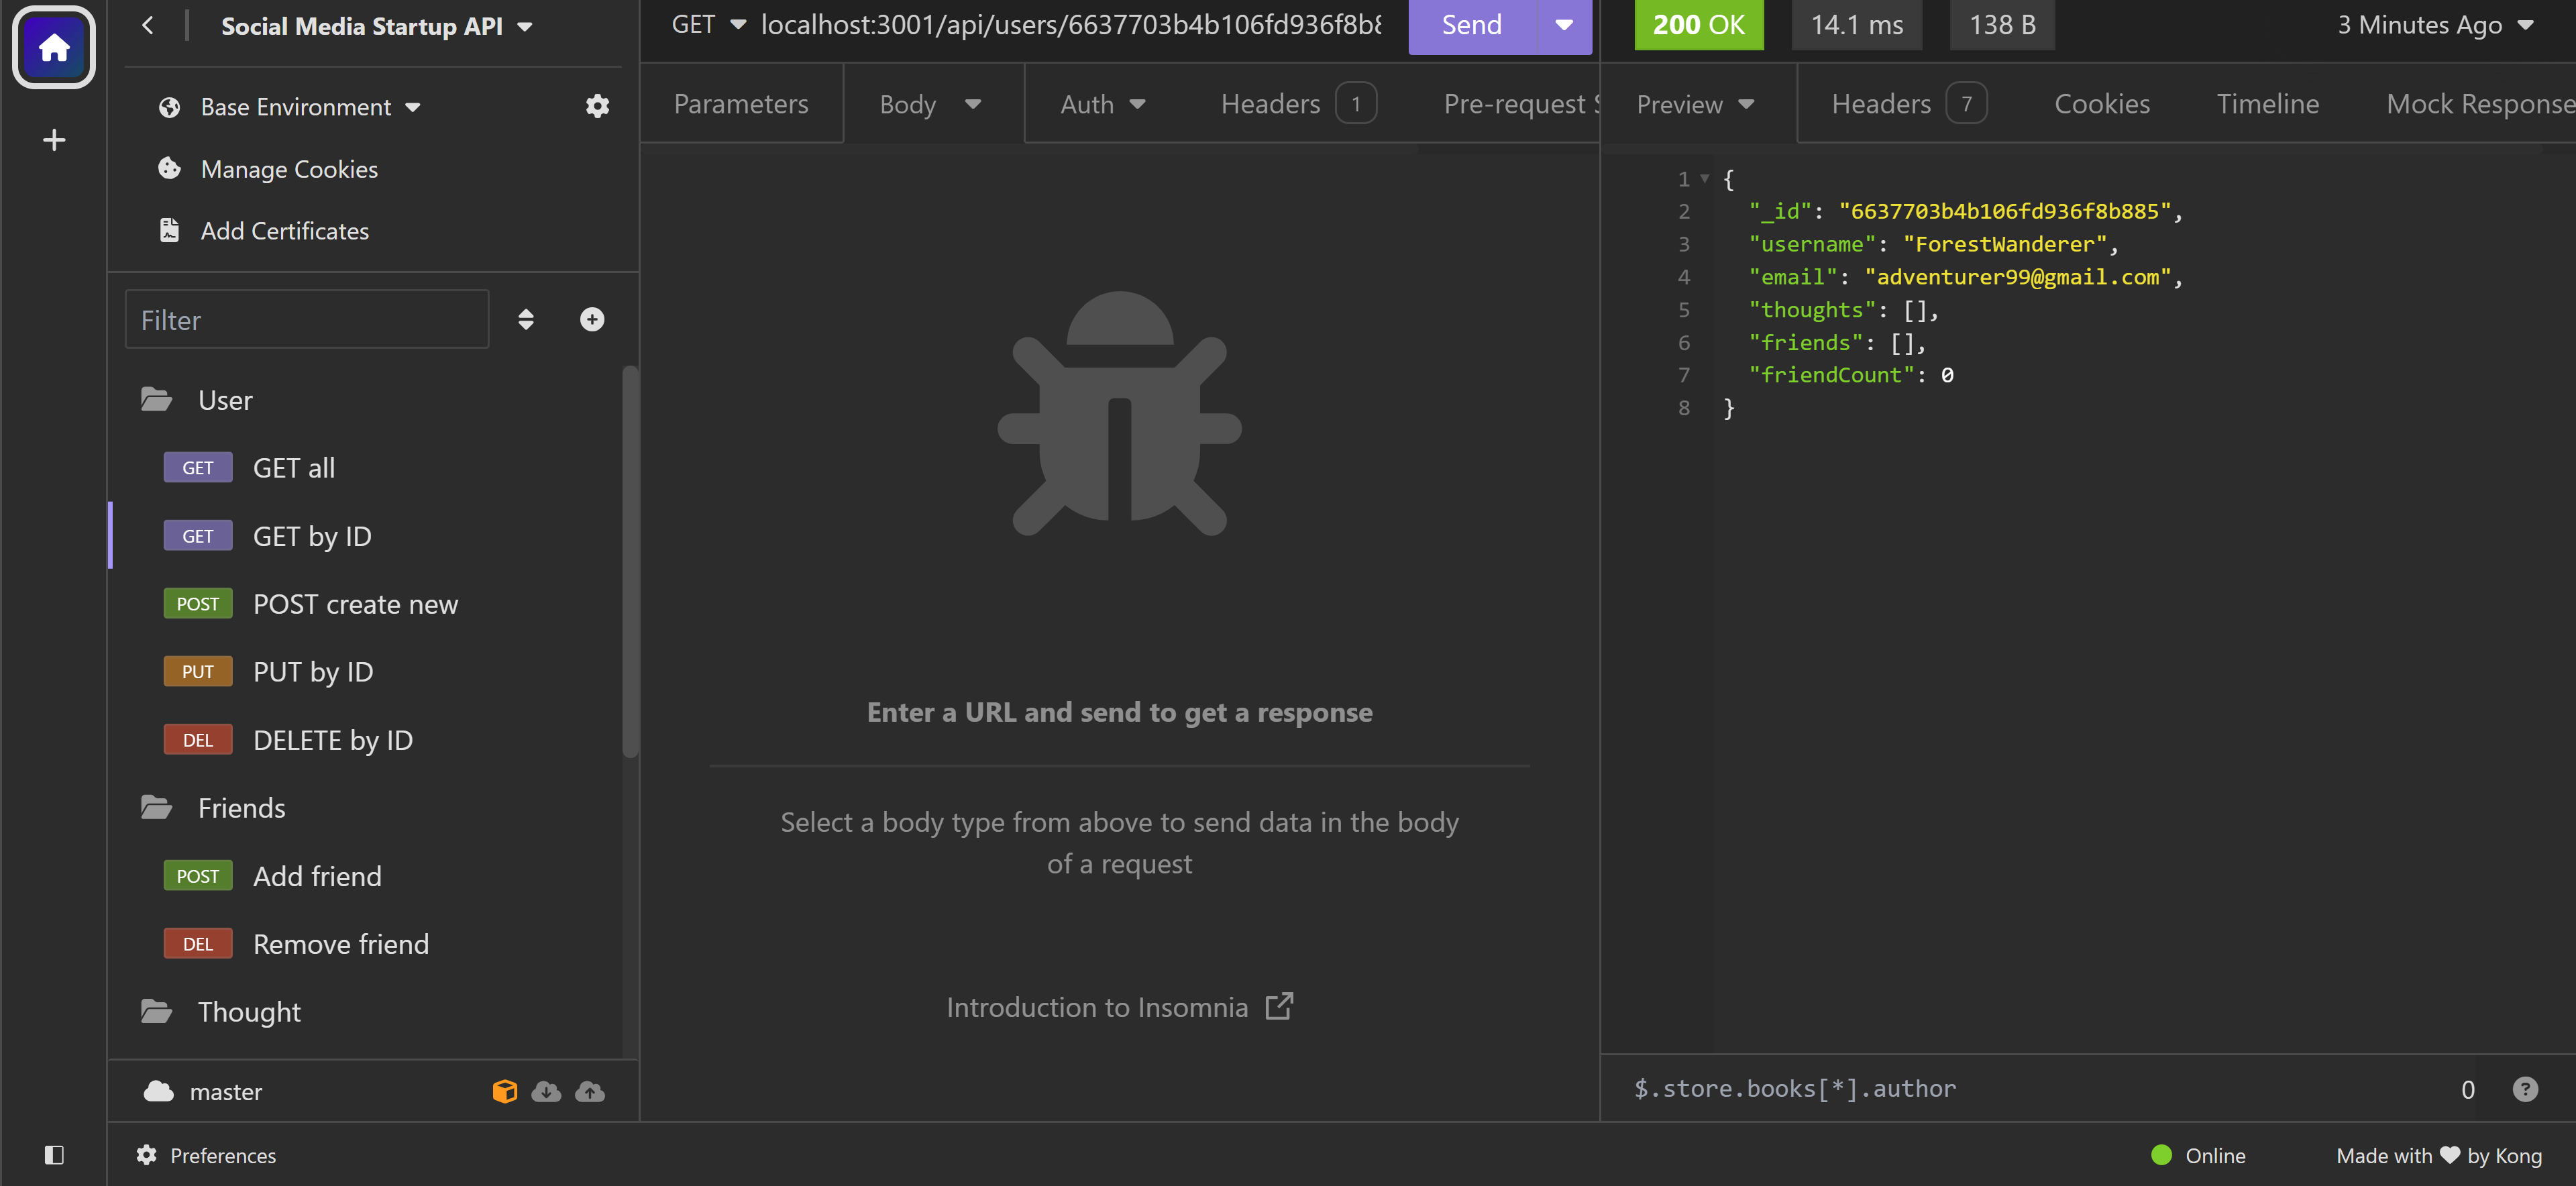 Social Media Startup API
Base Environment
Manage Cookies
Add Certificates
Filter
User
GET GET all
GET GET by ID
POST POST create new
PUT PUT by ID
DEL DELETE by ID
Friends
POST Add friend
DEL Remove friend
Thought
master
Preferences
GET localhost:3001/api/users/6637703b4b106fd936f8b8 Send
Parameters Body Auth Headers 1 Pre-request
Enter a URL and send to get a response
Select a body type from above to send data in the body
of a request
Introduction to Insomnia
200 OK 14.1 ms 138 B 3 Minutes Ago
Preview Headers 7 Cookies Timeline Mock Response
1 {
2 "_id": "6637703b4b106fd936f8b885",
3 "username": "ForestWanderer",
4 "email": "adventurer99@gmail.com",
5 "thoughts": [],
6 "friends": [],
7 "friendCount": 0
8 }
$.store.books[*].author 0 ?
Online Made with ♥ by Kong